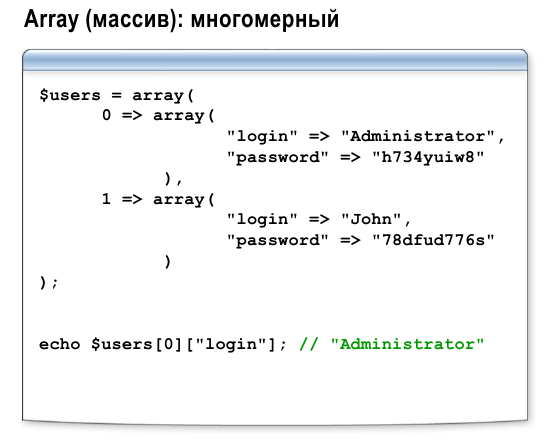 Array (массив): многомерный
$users = array(
0 => array(
"login" => "Administrator",
"password" => "h734yuiw8"
),
1 => array(
"login" => "John",
"password" => "78dfud776s"
)
);
echo $users[0]["login"]; // "Administrator"